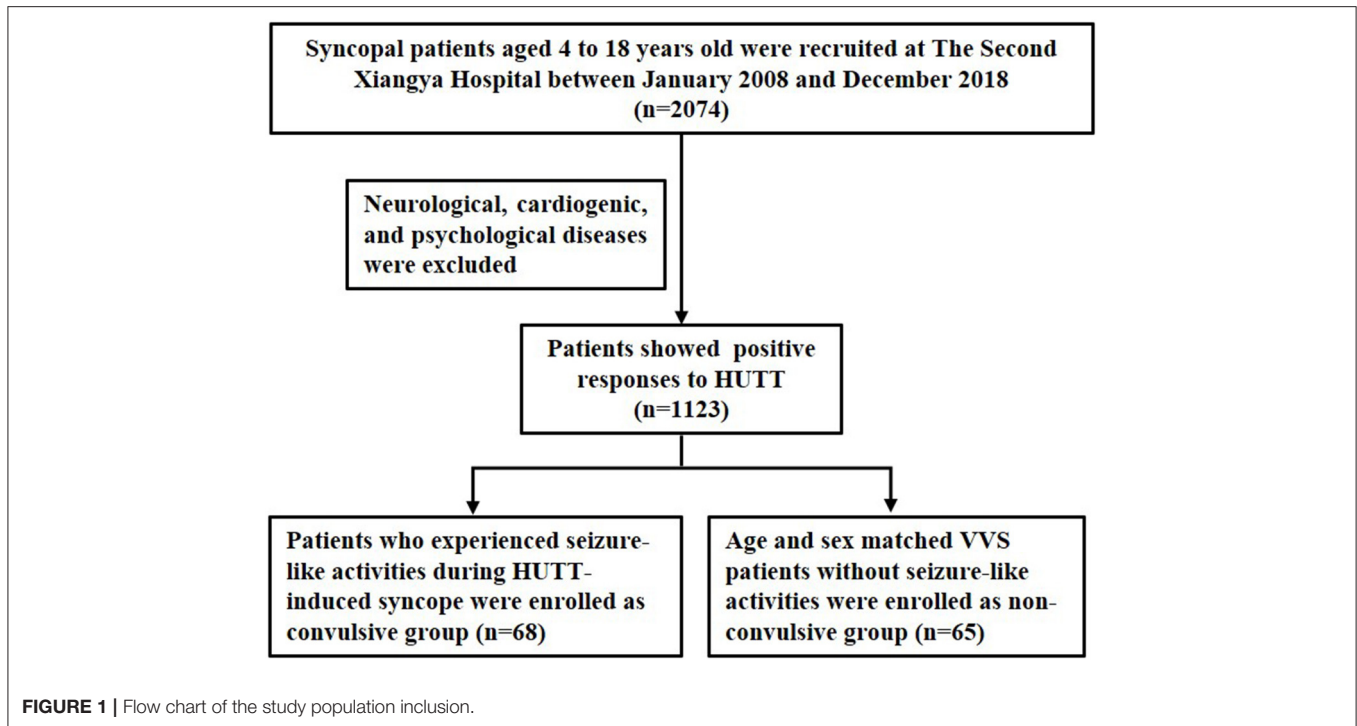 Syncopal patients aged 4 to 18 years old were recruited at The Second
Xiangya Hospital between January 2008 and December 2018
(n=2074)
Neurological, cardiogenic,
and psychological diseases
were excluded
Patients showed positive
responses to HUTT
(n=1123)
Patients who experienced seizure-
like activities during HUTT-
induced syncope were enrolled as
convulsive group (n=68)
Age and sex matched VVS
patients without seizure-like
activities were enrolled as non-
convulsive group (n=65)
FIGURE 1 | Flow chart of the study population inclusion.